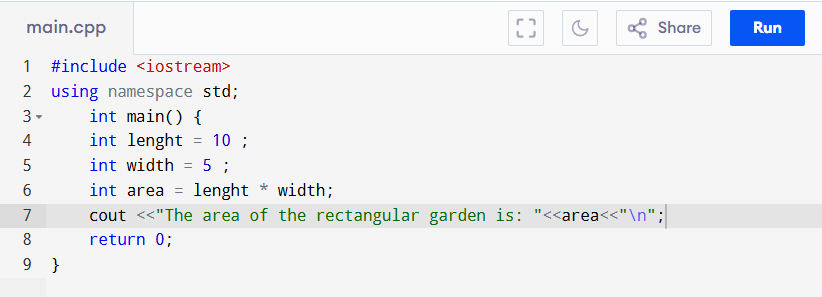 main.cpp Share Run
1 #include <iostream>
2 using namespace std;
3 int main() {
4 int lenght = 10 ;
5 int width = 5 ;
6 int area = lenght * width;
7 cout <<"The area of the rectangular garden is: "<<area<<"\n";
8 return 0;
9 }